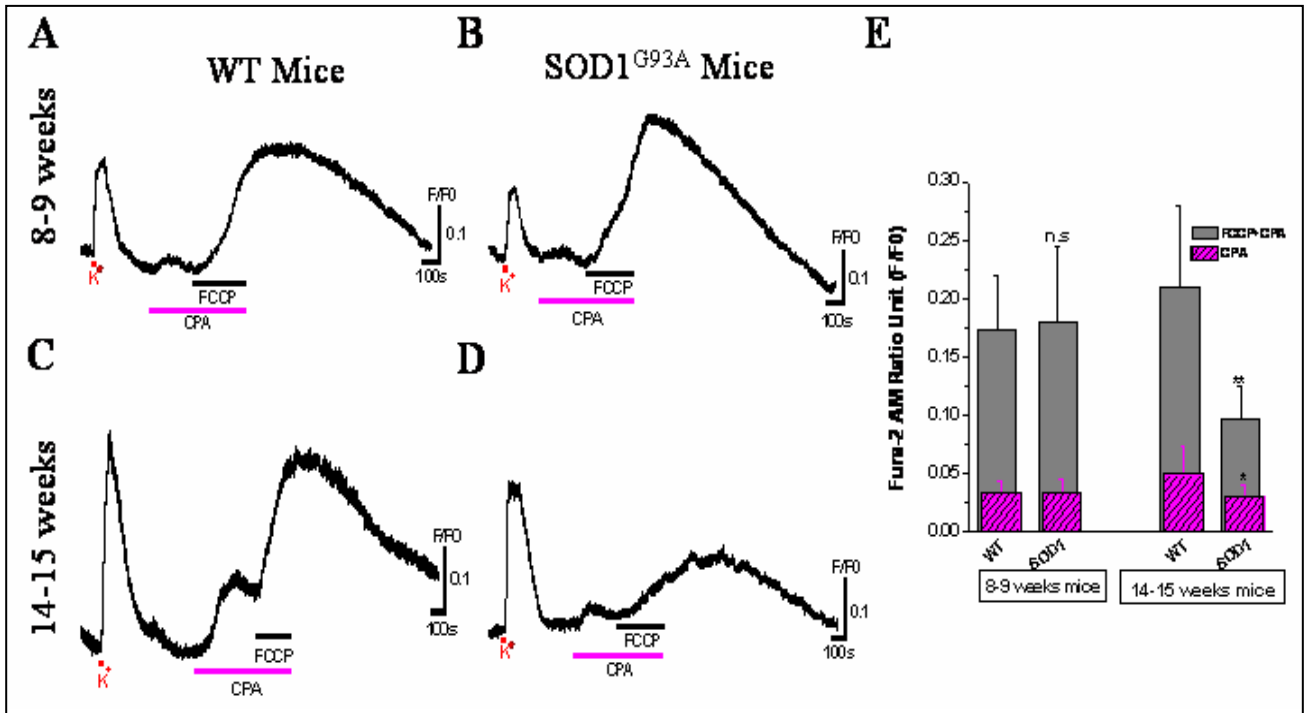 A
B
E
WT Mice
SOD1G93A Mice
8-9 weeks
F/F0
0.1
100s
K+
FCCP
CPA
F/F0
0.1
100s
K+
FCCP
CPA
C
D
14-15 weeks
F/F0
0.1
100s
K+
FCCP
CPA
F/F0
0.1
100s
K+
FCCP
CPA
Fura-2 AM Ratio Unit (F/F0)
0.30
0.25
0.20
0.15
0.10
0.05
0.00
n.s
FCCP+CPA
CPA
**
*
WT
SOD1
WT
SOD1
8-9 weeks mice
14-15 weeks mice